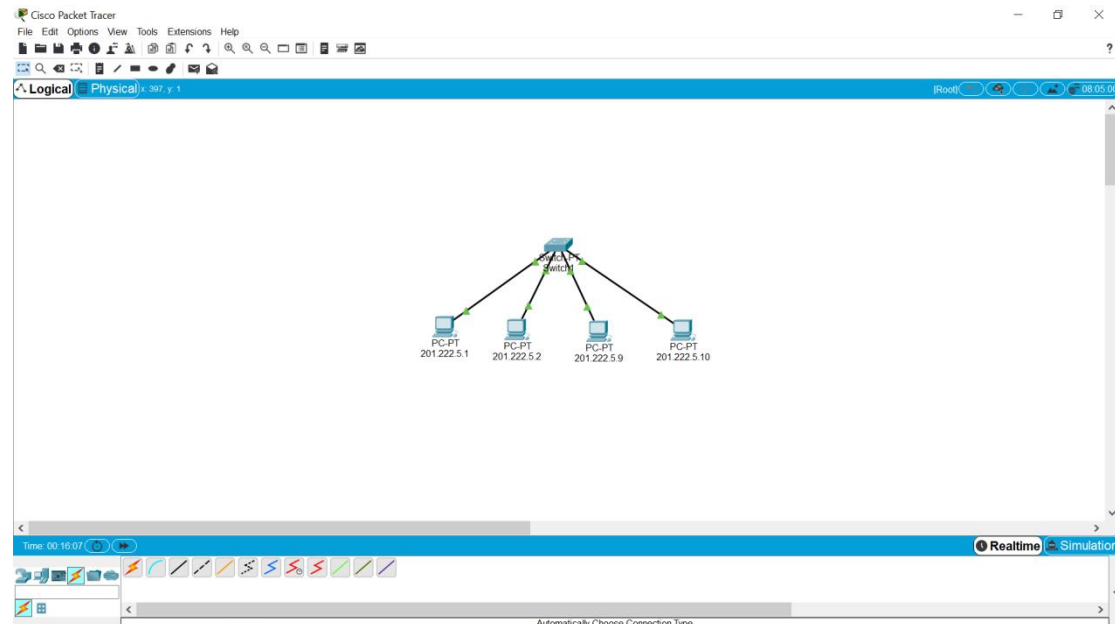 Cisco Packet Tracer
File Edit Options View Tools Extensions Help
?
Logical Physical x: 397, y: 1 [Root] 08:05:00
Switch-PT
Switch1
PC-PT PC-PT PC-PT PC-PT
201.222.5.1 201.222.5.2 201.222.5.9 201.222.5.10
Time: 00:16:07 Realtime Simulation
Automatically Choose Connection Type